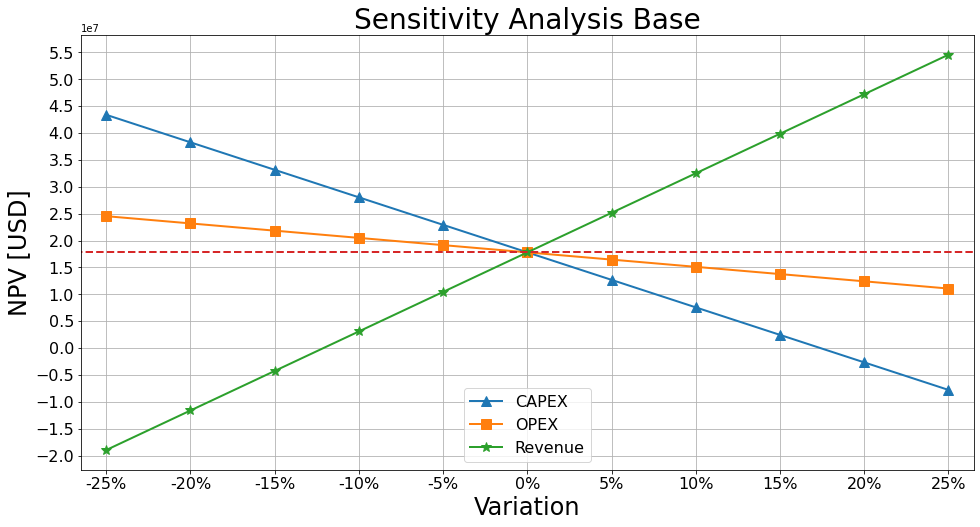 Sensitivity Analysis Base
1e7
5.5
5.0
4.5
4.0
3.5
3.0
2.5
2.0
1.5
1.0
0.5
0.0
−0.5
−1.0
−1.5
−2.0
NPV [USD]
CAPEX
OPEX
Revenue
-25% -20% -15% -10% -5% 0% 5% 10% 15% 20% 25%
Variation